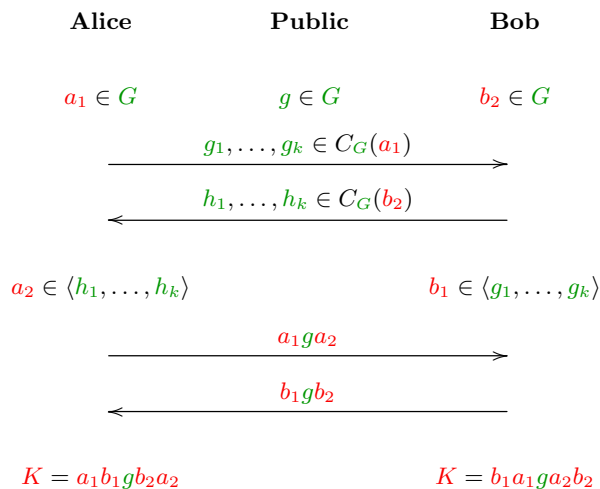 Alice Public Bob
a₁ ∈ G g ∈ G b₂ ∈ G
g₁, . . . , gₖ ∈ C_G(a₁)
h₁, . . . , hₖ ∈ C_G(b₂)
a₂ ∈ ⟨h₁, . . . , hₖ⟩ b₁ ∈ ⟨g₁, . . . , gₖ⟩
a₁ga₂
b₁gb₂
K = a₁b₁gb₂a₂ K = b₁a₁ga₂b₂